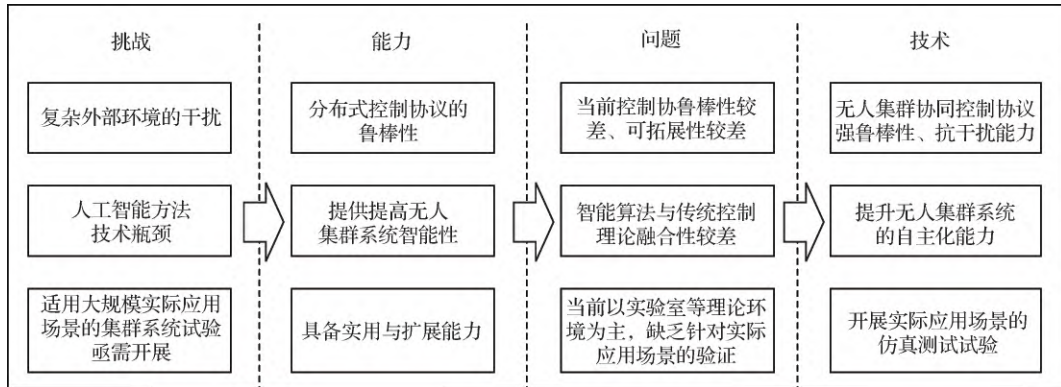 挑战
能力
问题
技术
复杂外部环境的干扰
分布式控制协议的
鲁棒性
当前控制协鲁棒性较
差、可拓展性较差
无人集群协同控制协议
强鲁棒性、抗干扰能力
人工智能方法
技术瓶颈
提供提高无人
集群系统智能性
智能算法与传统控制
理论融合性较差
提升无人集群系统
的自主化能力
适用大规模实际应用
场景的集群系统试验
亟需开展
具备实用与扩展能力
当前以实验室等理论环
境为主，缺乏针对实际
应用场景的验证
开展实际应用场景的
仿真测试试验